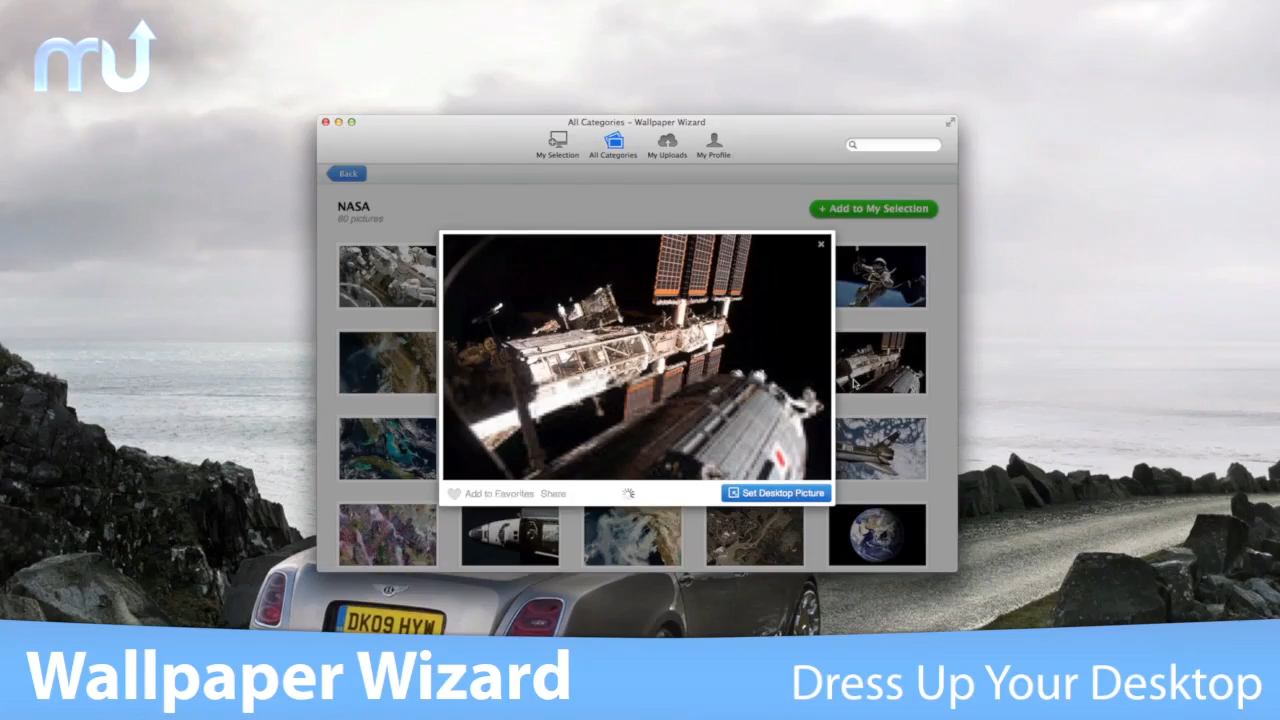 mu
All Categories – Wallpaper Wizard
My Selection All Categories My Uploads My Profile
Back
NASA
80 pictures
+ Add to My Selection
Add to Favorites Share
Set Desktop Picture
DK09 HYW
Wallpaper Wizard
Dress Up Your Desktop